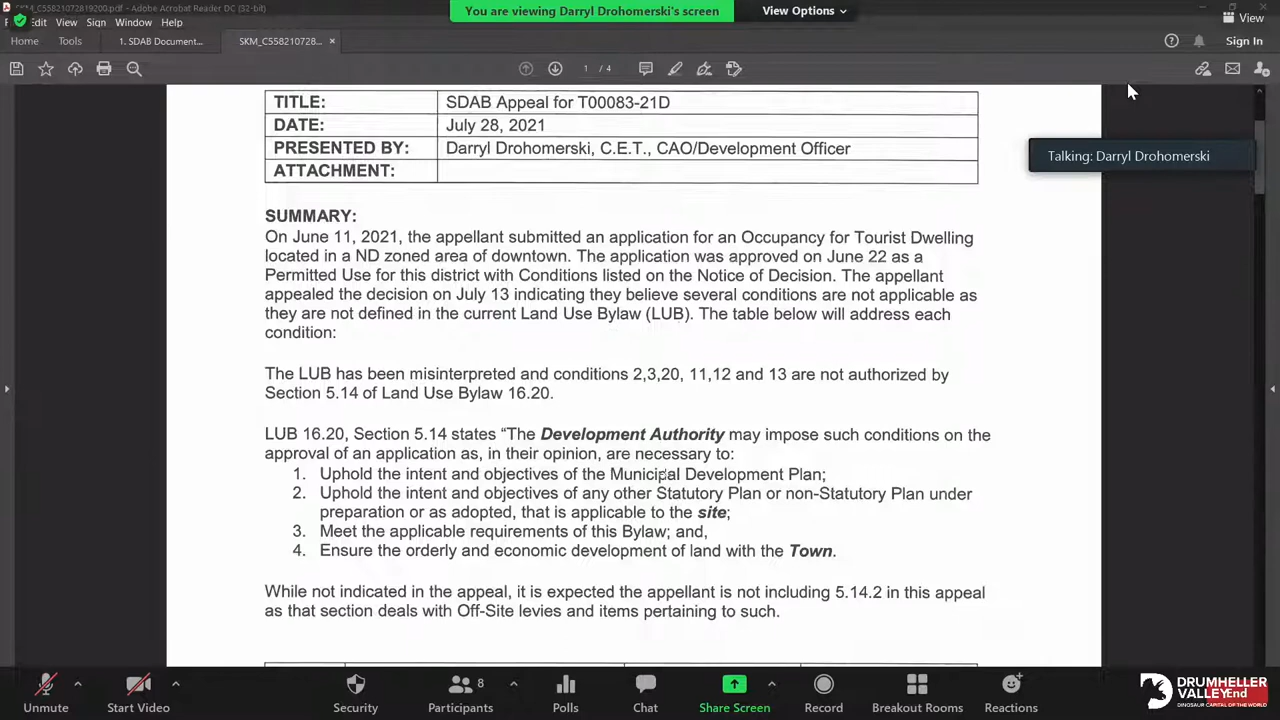 SKM_C55821072819200.pdf - Adobe Acrobat Reader DC (32-bit)
You are viewing Darryl Drohomerski's screen
View Options
Edit View Sign Window Help
View
Home Tools 1. SDAB Document... SKM_C558210728... ×
Sign In
1 / 4
TITLE: SDAB Appeal for T00083-21D
DATE: July 28, 2021
PRESENTED BY: Darryl Drohomerski, C.E.T., CAO/Development Officer
ATTACHMENT:
Talking: Darryl Drohomerski
SUMMARY:
On June 11, 2021, the appellant submitted an application for an Occupancy for Tourist Dwelling
located in a ND zoned area of downtown. The application was approved on June 22 as a
Permitted Use for this district with Conditions listed on the Notice of Decision. The appellant
appealed the decision on July 13 indicating they believe several conditions are not applicable as
they are not defined in the current Land Use Bylaw (LUB). The table below will address each
condition:
The LUB has been misinterpreted and conditions 2,3,20, 11,12 and 13 are not authorized by
Section 5.14 of Land Use Bylaw 16.20.
LUB 16.20, Section 5.14 states “The Development Authority may impose such conditions on the
approval of an application as, in their opinion, are necessary to:
1. Uphold the intent and objectives of the Municipal Development Plan;
2. Uphold the intent and objectives of any other Statutory Plan or non-Statutory Plan under
preparation or as adopted, that is applicable to the site;
3. Meet the applicable requirements of this Bylaw; and,
4. Ensure the orderly and economic development of land with the Town.
While not indicated in the appeal, it is expected the appellant is not including 5.14.2 in this appeal
as that section deals with Off-Site levies and items pertaining to such.
8
Unmute Start Video Security Participants Polls Chat Share Screen Record Breakout Rooms Reactions
DRUMHELLER
VALLEY End
DINOSAUR CAPITAL OF THE WORLD